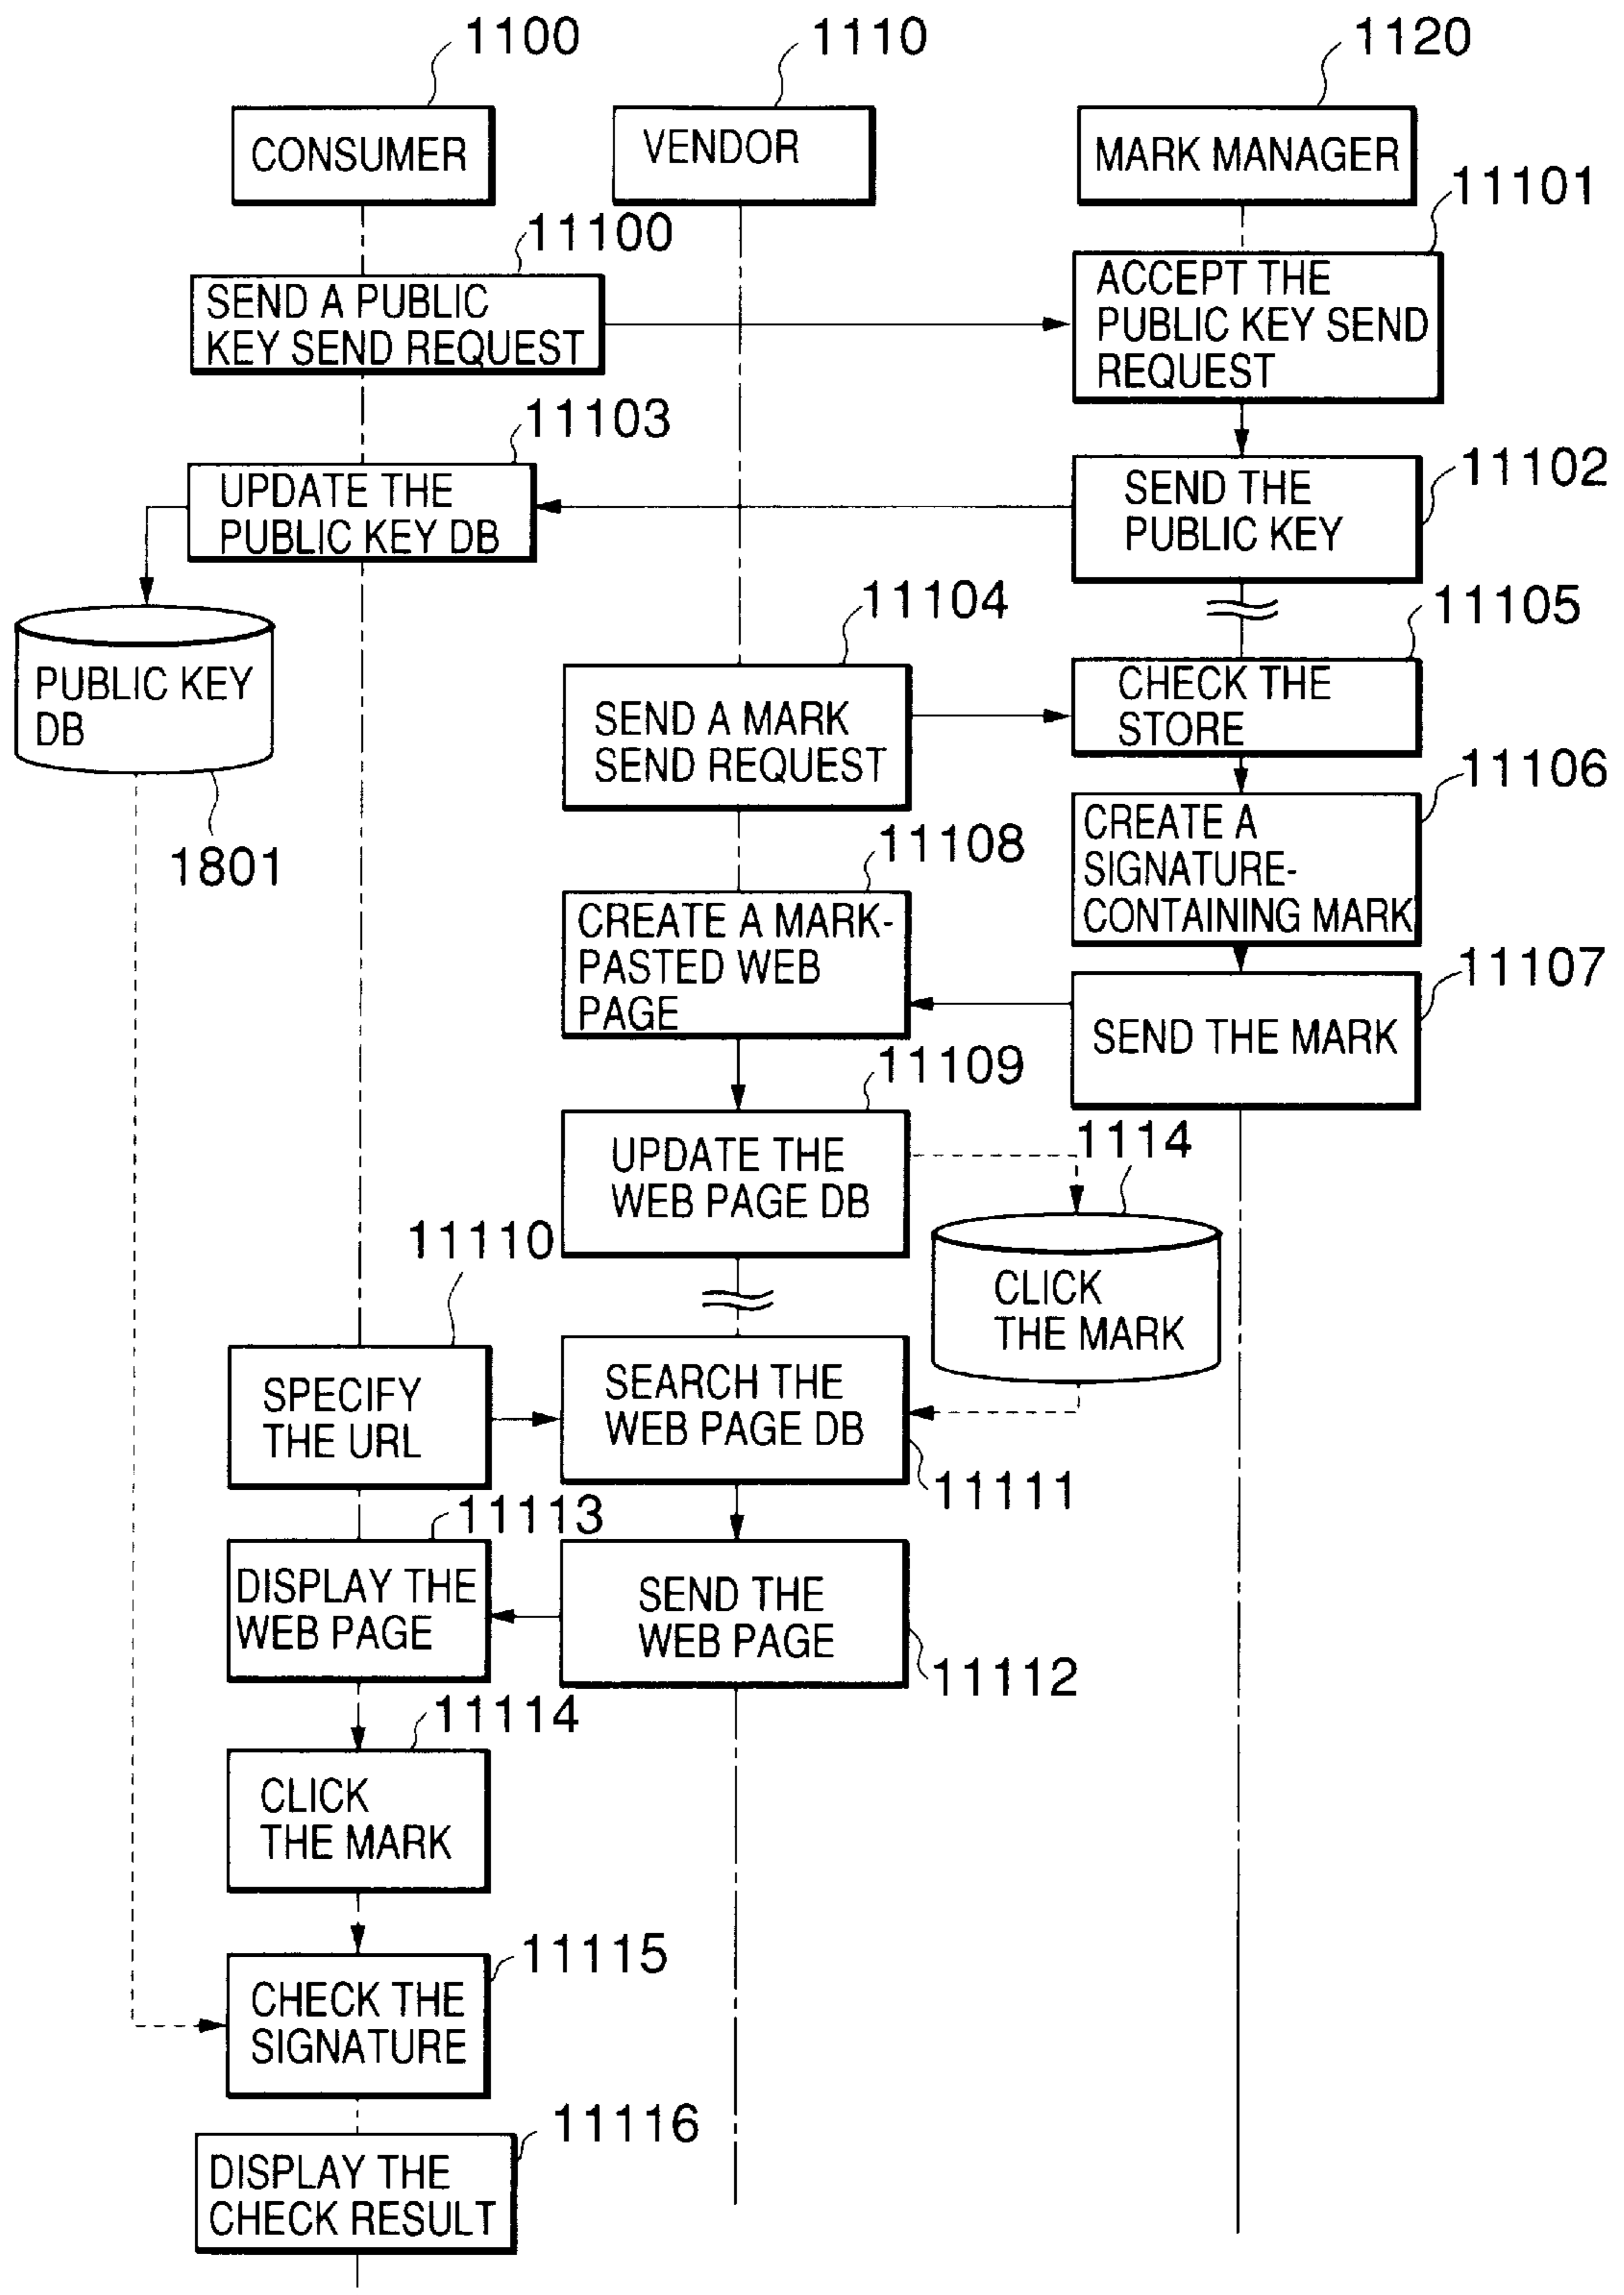 1100
1110
1120
CONSUMER
VENDOR
MARK MANAGER
11101
11100
SEND A PUBLIC
KEY SEND REQUEST
ACCEPT THE
PUBLIC KEY SEND
REQUEST
11103
11102
UPDATE THE
PUBLIC KEY DB
SEND THE
PUBLIC KEY
11104
11105
PUBLIC KEY
DB
SEND A MARK
SEND REQUEST
CHECK THE
STORE
1801
11106
11108
CREATE A
SIGNATURE-
CONTAINING MARK
CREATE A MARK-
PASTED WEB
PAGE
11107
SEND THE MARK
11109
UPDATE THE
WEB PAGE DB
1114
11110
CLICK
THE MARK
SPECIFY
THE URL
SEARCH THE
WEB PAGE DB
11111
11113
DISPLAY THE
WEB PAGE
SEND THE
WEB PAGE
11112
11114
CLICK
THE MARK
11115
CHECK THE
SIGNATURE
11116
DISPLAY THE
CHECK RESULT